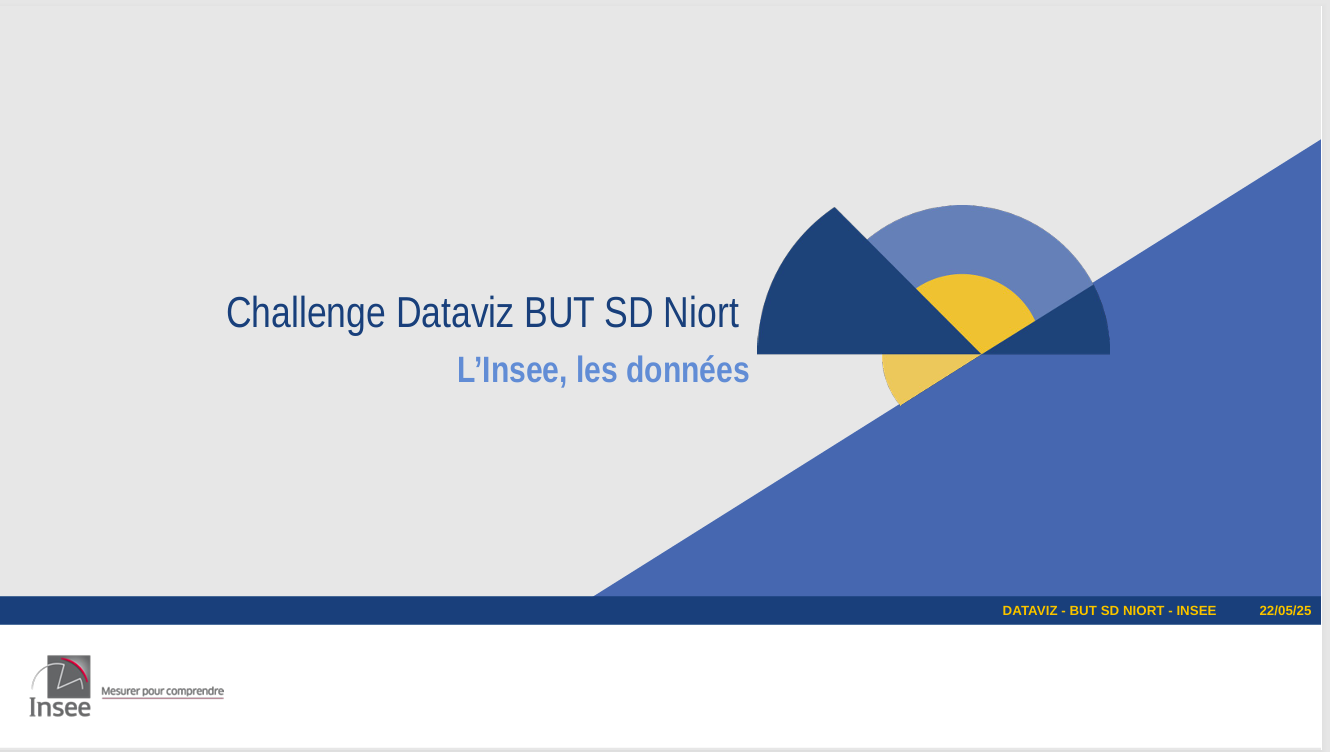 Challenge Dataviz BUT SD Niort
L’Insee, les données
DATAVIZ - BUT SD NIORT - INSEE 22/05/25
Insee
Mesurer pour comprendre